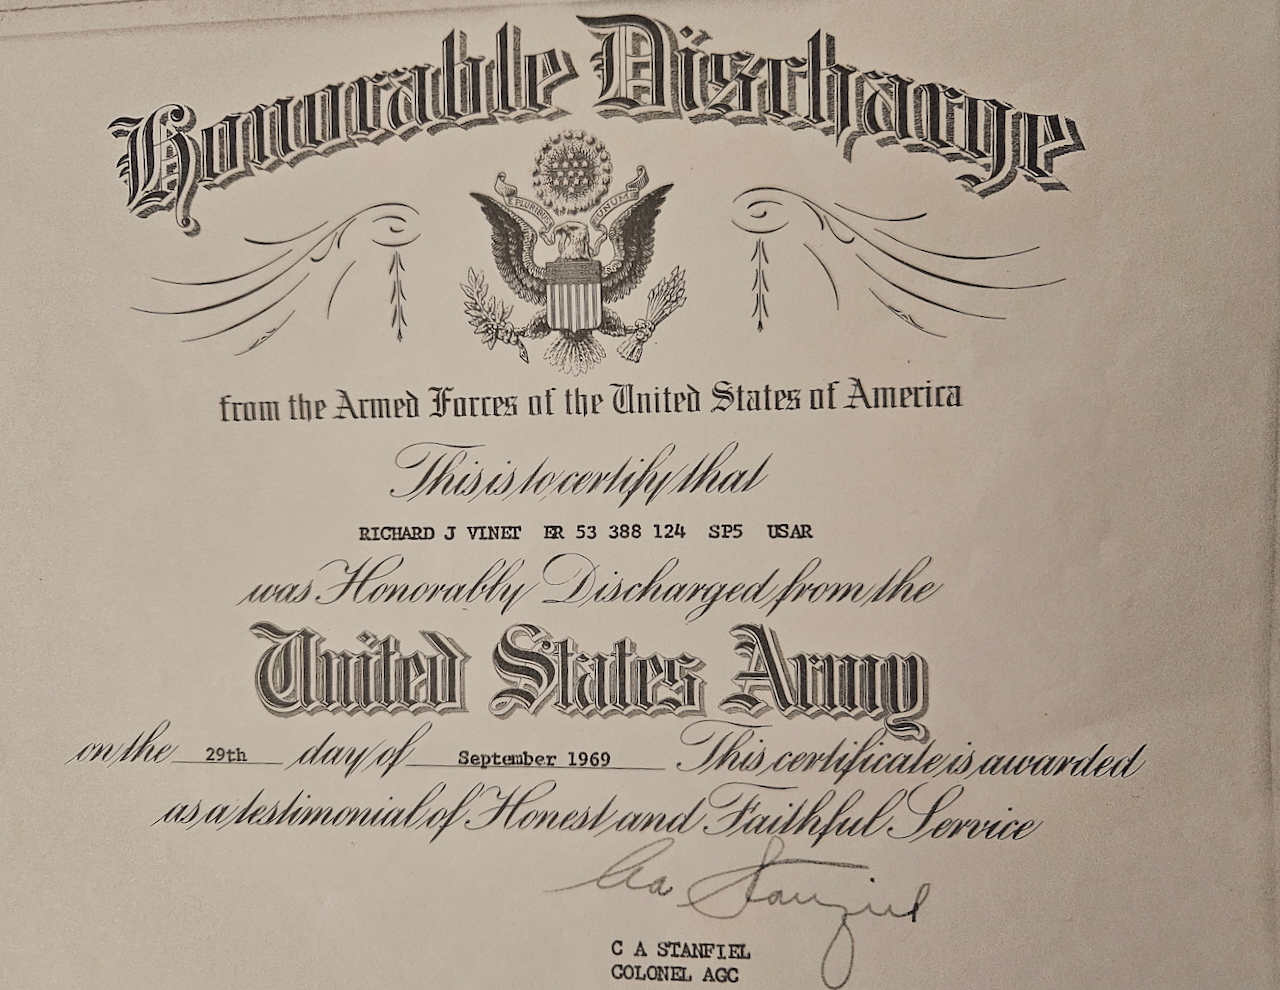 Honorable Discharge
E PLURIBUS UNUM
from the Armed Forces of the United States of America
This is to certify that
RICHARD J VINET ER 53 388 124 SP5 USAR
was Honorably Discharged from the
United States Army
on the 29th day of September 1969 This certificate is awarded
as a testimonial of Honest and Faithful Service
C A Stanfiel
C A STANFIEL
COLONEL AGC